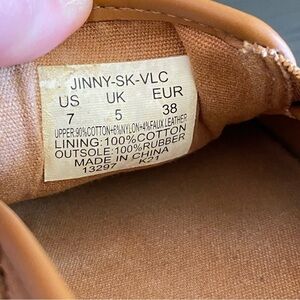 JINNY-SK-VLC
US UK EUR
7 5 38
UPPER:90%COTTON+6%NYLON+4%FAUX LEATHER
LINING:100%COTTON
OUTSOLE:100%RUBBER
MADE IN CHINA
13297 K21